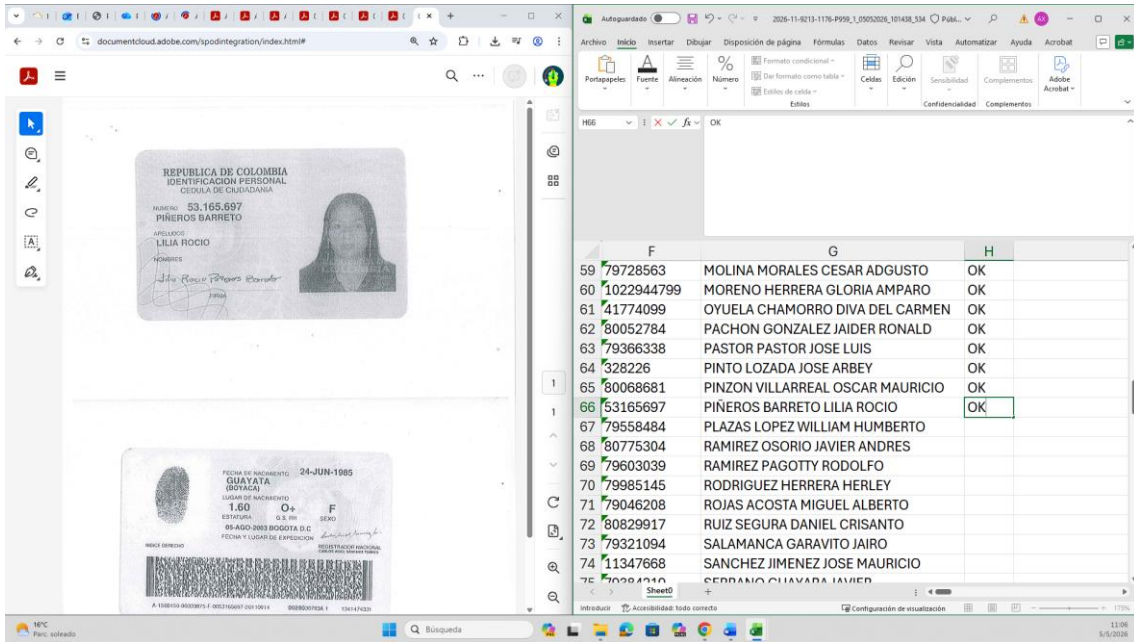 documentcloud.adobe.com/spodintegration/index.html#
REPUBLICA DE COLOMBIA
IDENTIFICACION PERSONAL
CEDULA DE CIUDADANIA
NUMERO 53.165.697
PIÑEROS BARRETO
APELLIDOS
LILIA ROCIO
NOMBRES
FIRMA
FECHA DE NACIMIENTO 24-JUN-1985
GUAYATA
(BOYACA)
LUGAR DE NACIMIENTO
1.60 O+ F
ESTATURA G.S. RH SEXO
05-AGO-2003 BOGOTA D.C
FECHA Y LUGAR DE EXPEDICION
INDICE DERECHO
REGISTRADOR NACIONAL
1
1
Autoguardado
2026-11-9213-1176-P959_1_05052026_101438_534
Públ...
AX
Archivo Inicio Insertar Dibujar Disposición de página Fórmulas Datos Revisar Vista Automatizar Ayuda Acrobat
Portapapeles Fuente Alineación Número
Formato condicional
Dar formato como tabla
Estilos de celda
Estilos
Celdas Edición
Sensibilidad
Confidencialidad
Complementos
Complementos
Adobe
Acrobat
H66 fx OK
F G H
59 79728563 MOLINA MORALES CESAR ADGUSTO OK
60 1022944799 MORENO HERRERA GLORIA AMPARO OK
61 41774099 OYUELA CHAMORRO DIVA DEL CARMEN OK
62 80052784 PACHON GONZALEZ JAIDER RONALD OK
63 79366338 PASTOR PASTOR JOSE LUIS OK
64 328226 PINTO LOZADA JOSE ARBEY OK
65 80068681 PINZON VILLARREAL OSCAR MAURICIO OK
66 53165697 PIÑEROS BARRETO LILIA ROCIO OK
67 79558484 PLAZAS LOPEZ WILLIAM HUMBERTO
68 80775304 RAMIREZ OSORIO JAVIER ANDRES
69 79603039 RAMIREZ PAGOTTY RODOLFO
70 79985145 RODRIGUEZ HERRERA HERLEY
71 79046208 ROJAS ACOSTA MIGUEL ALBERTO
72 80829917 RUIZ SEGURA DANIEL CRISANTO
73 79321094 SALAMANCA GARAVITO JAIRO
74 11347668 SANCHEZ JIMENEZ JOSE MAURICIO
Sheet0
Introducir Accesibilidad: todo correcto Configuración de visualización 175%
16°C
Parc. soleado
Búsqueda
11:06
5/5/2026